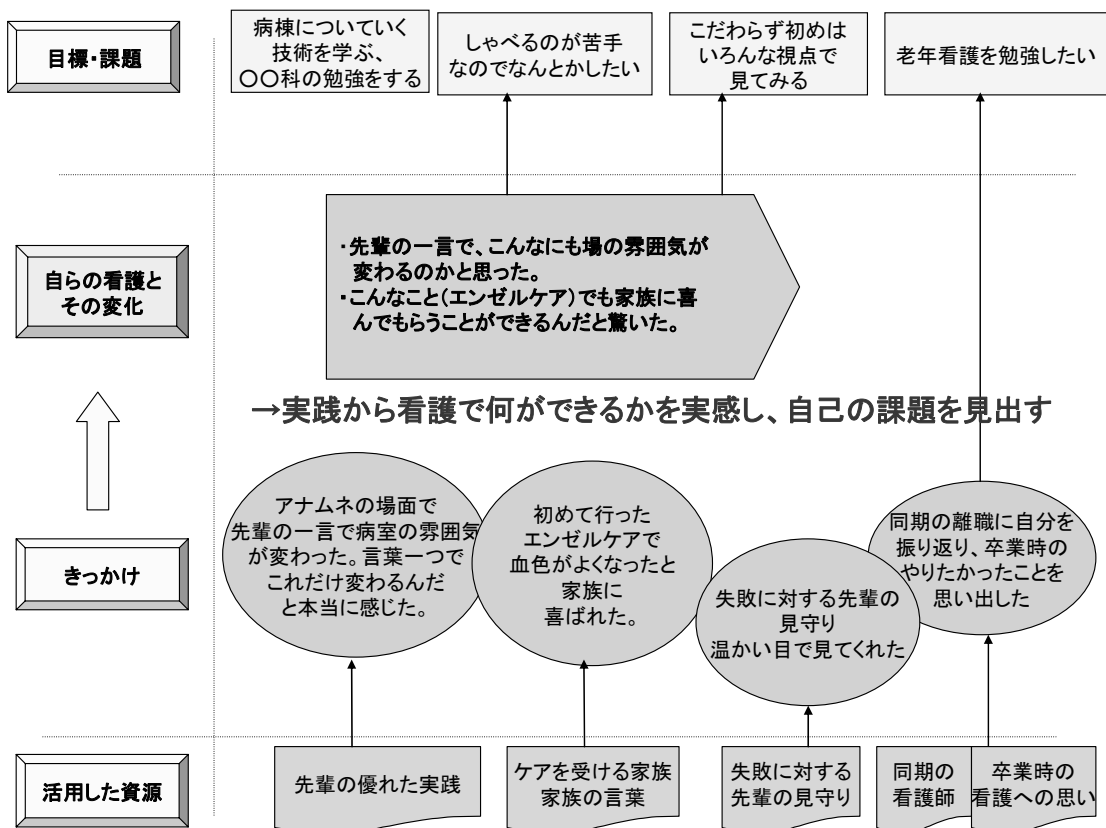 目標・課題
病棟についていく
技術を学ぶ、
〇〇科の勉強をする
しゃべるのが苦手
なのでなんとかしたい
こだわらず初めは
いろんな視点で
見てみる
老年看護を勉強したい
自らの看護と
その変化
・先輩の一言で、こんなにも場の雰囲気が
変わるのかと思った。
・こんなこと(エンゼルケア)でも家族に喜
んでもらうことができるんだと驚いた。
→実践から看護で何ができるかを実感し、自己の課題を見出す
きっかけ
アナムネの場面で
先輩の一言で病室の雰囲気
が変わった。言葉一つで
これだけ変わるんだ
と本当に感じた。
初めて行った
エンゼルケアで
血色がよくなったと
家族に
喜ばれた。
失敗に対する先輩の
見守り
温かい目で見てくれた
同期の離職に自分を
振り返り、卒業時の
やりたかったことを
思い出した
活用した資源
先輩の優れた実践
ケアを受ける家族
家族の言葉
失敗に対する
先輩の見守り
同期の
看護師
卒業時の
看護への思い